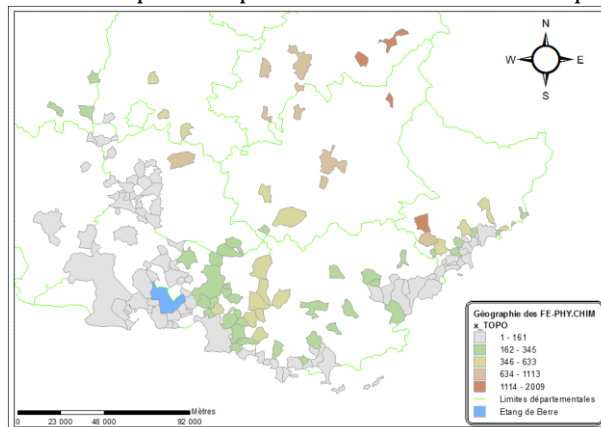 N
W E
S
Géographie des FE-PHY.CHIM
x_TOPO
1 - 161
162 - 345
346 - 633
634 - 1113
1114 - 2009
Limites départementales
Etang de Berre
Mètres
0 23 000 46 000 92 000